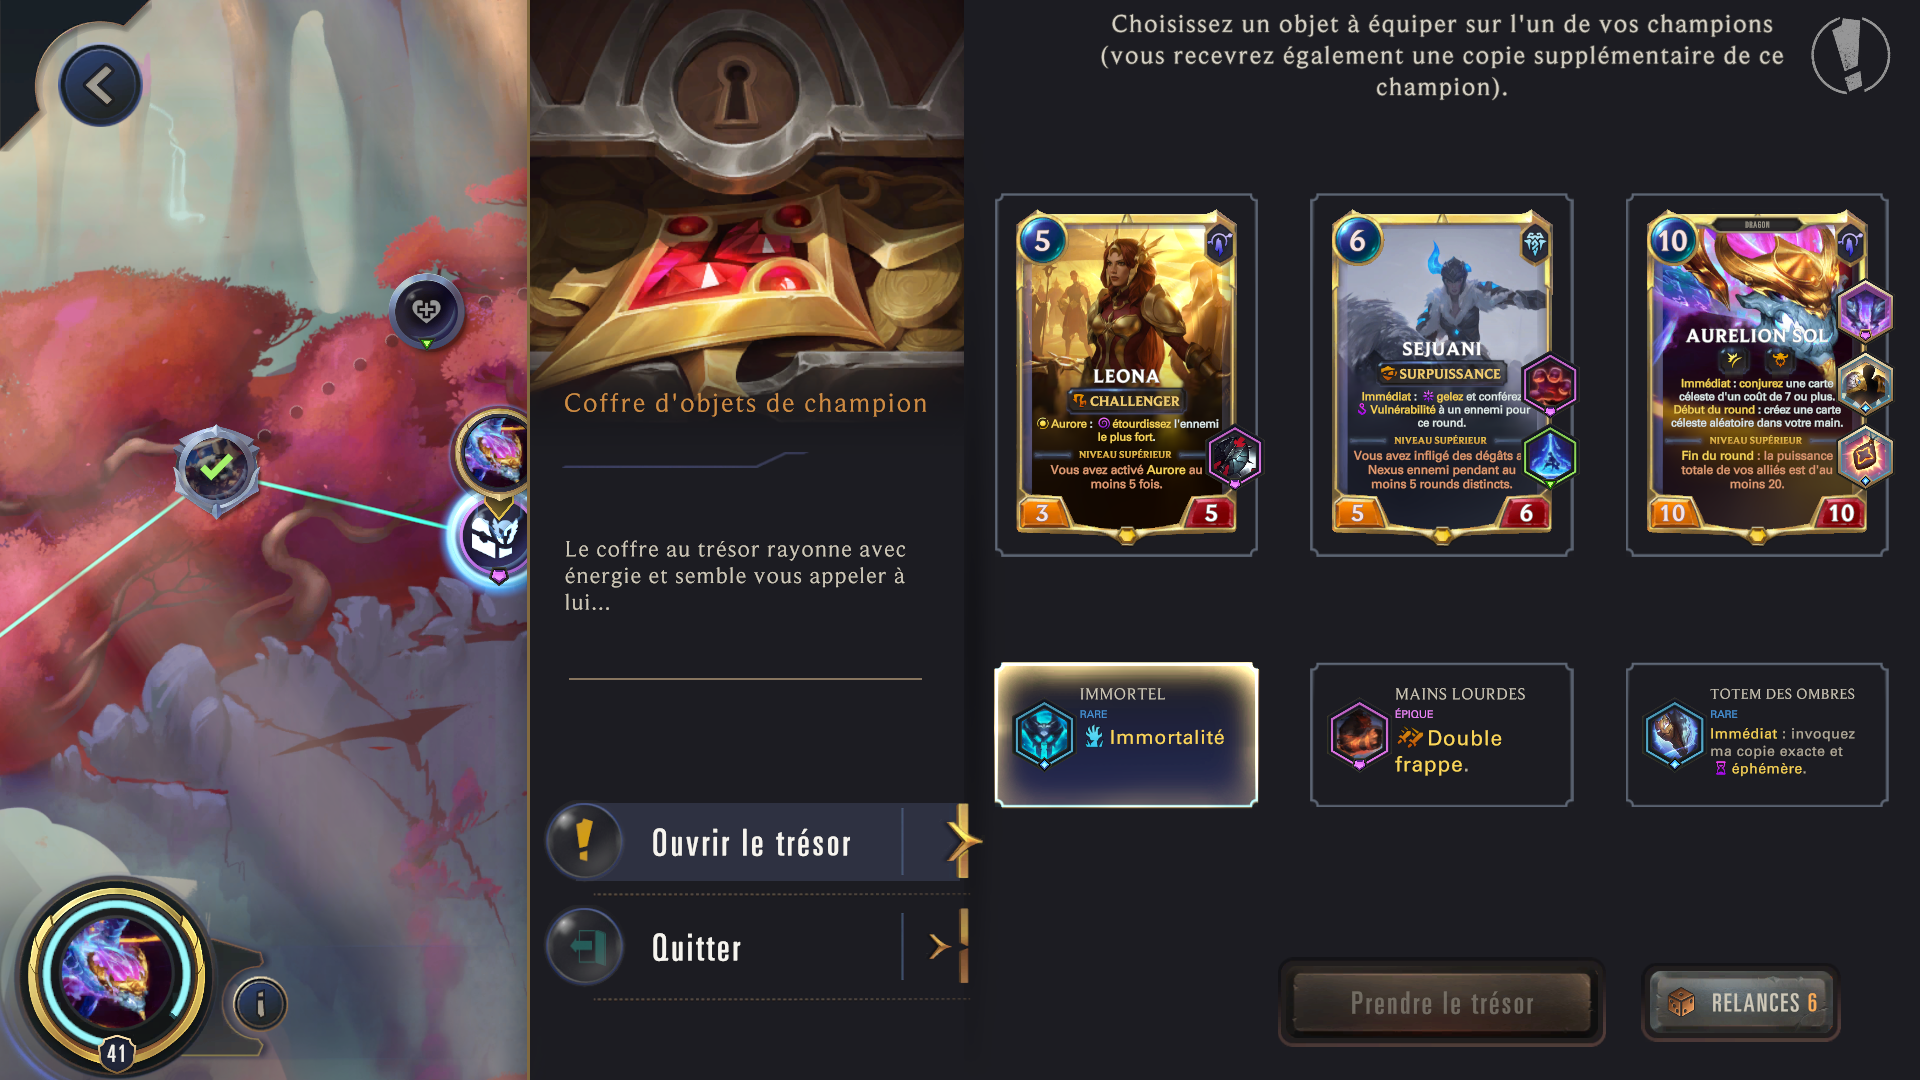 Choisissez un objet à équiper sur l'un de vos champions
(vous recevrez également une copie supplémentaire de ce
champion).
5
LEONA
CHALLENGER
Aurore : étourdissez l'ennemi
le plus fort.
NIVEAU SUPÉRIEUR
Vous avez activé Aurore au
moins 5 fois.
3
5
6
SEJUANI
SURPUISSANCE
Immédiat : gelez et conférez
Vulnérabilité à un ennemi pour
ce round.
NIVEAU SUPÉRIEUR
Vous avez infligé des dégâts a
Nexus ennemi pendant au
moins 5 rounds distincts.
5
6
10
DRAGON
AURELION SOL
Immédiat : conjurez une carte
céleste d'un coût de 7 ou plus.
Début du round : créez une carte
céleste aléatoire dans votre main.
NIVEAU SUPÉRIEUR
Fin du round : la puissance
totale de vos alliés est d'au
moins 20.
10
10
Coffre d'objets de champion
Le coffre au trésor rayonne avec
énergie et semble vous appeler à
lui...
IMMORTEL
RARE
Immortalité
MAINS LOURDES
ÉPIQUE
Double
frappe.
TOTEM DES OMBRES
RARE
Immédiat : invoquez
ma copie exacte et
éphémère.
Ouvrir le trésor
Quitter
Prendre le trésor
RELANCES 6
41